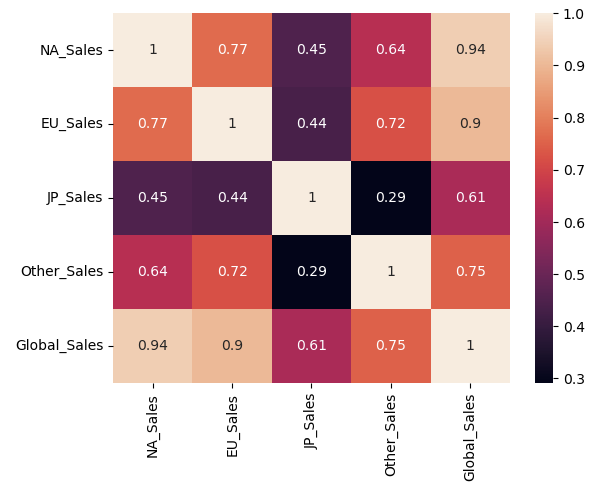 NA_Sales 1 0.77 0.45 0.64 0.94
EU_Sales 0.77 1 0.44 0.72 0.9
JP_Sales 0.45 0.44 1 0.29 0.61
Other_Sales 0.64 0.72 0.29 1 0.75
Global_Sales 0.94 0.9 0.61 0.75 1
NA_Sales
EU_Sales
JP_Sales
Other_Sales
Global_Sales
1.0
0.9
0.8
0.7
0.6
0.5
0.4
0.3